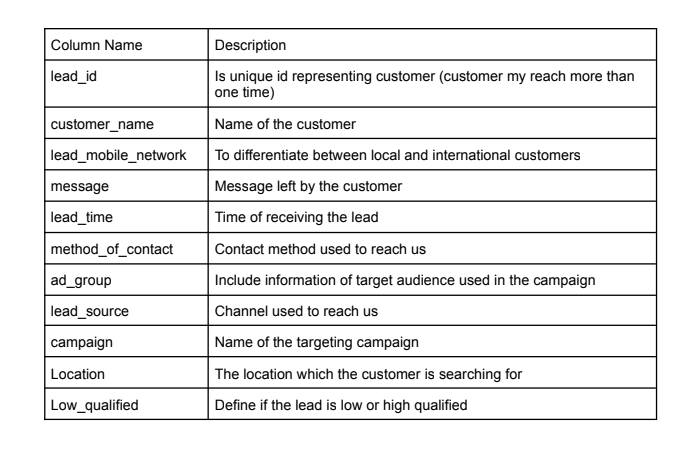 Column Name Description
lead_id Is unique id representing customer (customer my reach more than
one time)
customer_name Name of the customer
lead_mobile_network To differentiate between local and international customers
message Message left by the customer
lead_time Time of receiving the lead
method_of_contact Contact method used to reach us
ad_group Include information of target audience used in the campaign
lead_source Channel used to reach us
campaign Name of the targeting campaign
Location The location which the customer is searching for
Low_qualified Define if the lead is low or high qualified